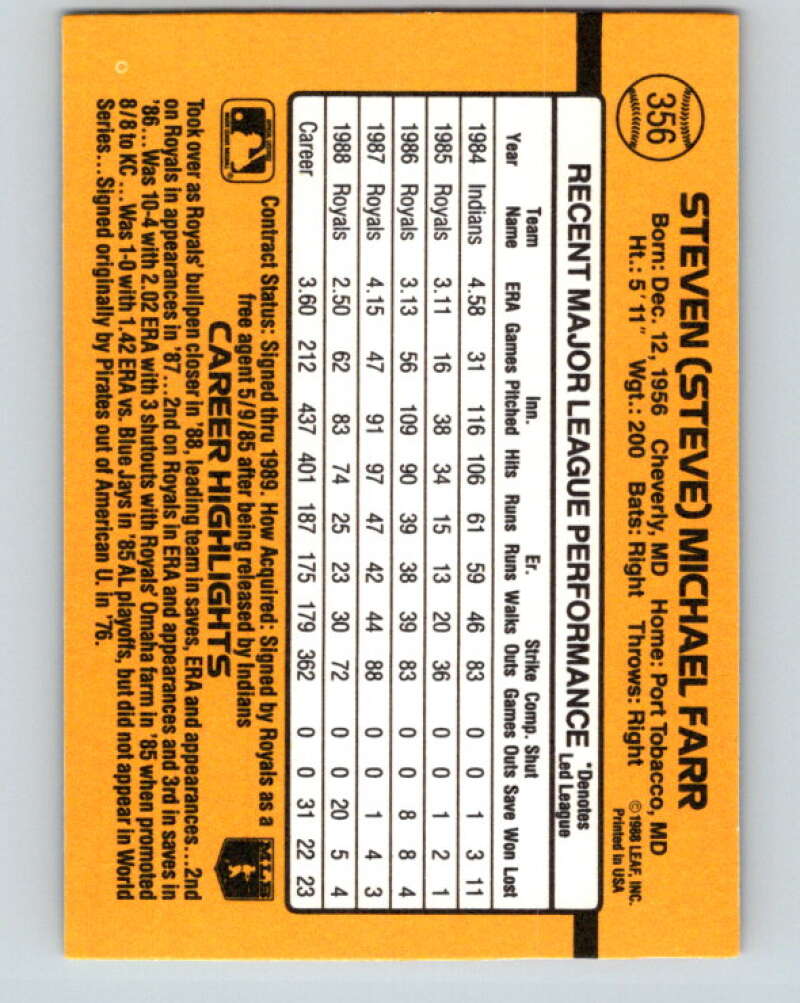 356
STEVEN (STEVE) MICHAEL FARR
Born: Dec. 12, 1956 Cheverly, MD Home: Port Tobacco, MD
Ht.: 5'11" Wgt.: 200 Bats: Right Throws: Right
©1988 LEAF, INC.
Printed in USA
RECENT MAJOR LEAGUE PERFORMANCE *Denotes
Led League
Team Inn. Er. Strike Comp. Shut
Year Name ERA Games Pitched Hits Runs Runs Walks Outs Games Outs Save Won Lost
1984 Indians 4.58 31 116 106 61 59 46 83 0 0 1 3 11
1985 Royals 3.11 16 38 34 15 13 20 36 0 0 1 2 1
1986 Royals 3.13 56 109 90 39 38 39 83 0 0 8 8 4
1987 Royals 4.15 47 91 97 47 42 44 88 0 0 1 4 3
1988 Royals 2.50 62 83 74 25 23 30 72 0 0 20 5 4
Career 3.60 212 437 401 187 175 179 362 0 0 31 22 23
Contract Status: Signed thru 1989. How Acquired: Signed by Royals as a
free agent 5/9/85 after being released by Indians
MLB
CAREER HIGHLIGHTS
Took over as Royals' bullpen closer in '88, leading team in saves, ERA and appearances...2nd
on Royals in appearances in '87...2nd on Royals in ERA and appearances and 3rd in saves in
'86...Was 10-4 with 2.02 ERA with 3 shutouts with Royals' Omaha farm in '85 when promoted
8/8 to KC...Was 1-0 with 1.42 ERA vs. Blue Jays in '85 AL playoffs, but did not appear in World
Series...Signed originally by Pirates out of American U. in '76.